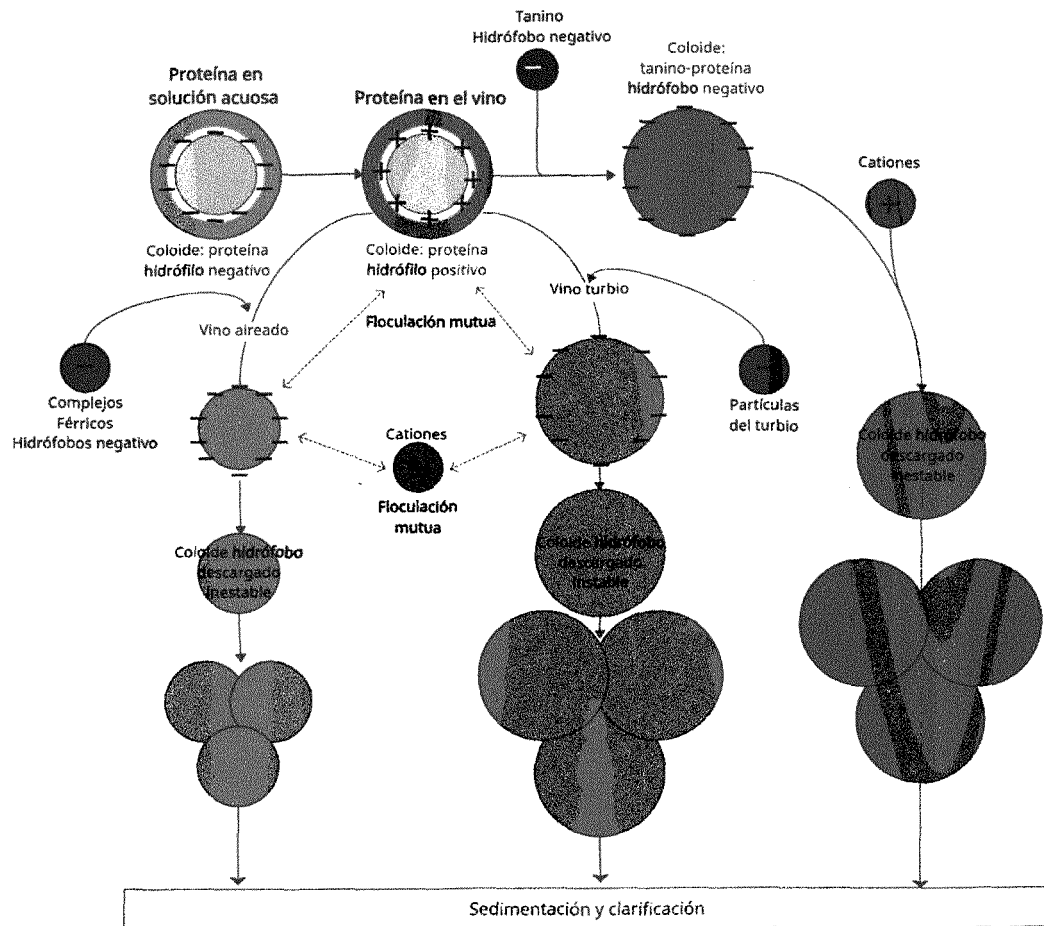 Tanino
Hidrófobo negativo
Coloide:
tanino-proteína
hidrófobo negativo
Proteína en
solución acuosa
Proteína en el vino
Cationes
Coloide: proteína
hidrófilo negativo
Coloide: proteína
hidrófilo positivo
Vino turbio
Floculación mutua
Vino aireado
Complejos
Férricos
Hidrófobos negativo
Partículas
del turbio
Cationes
Floculación
mutua
Coloide hidrófobo
descargado
inestable
Coloide hidrófobo
descargado
instable
Coloide hidrófobo
descargado
inestable
Sedimentación y clarificación